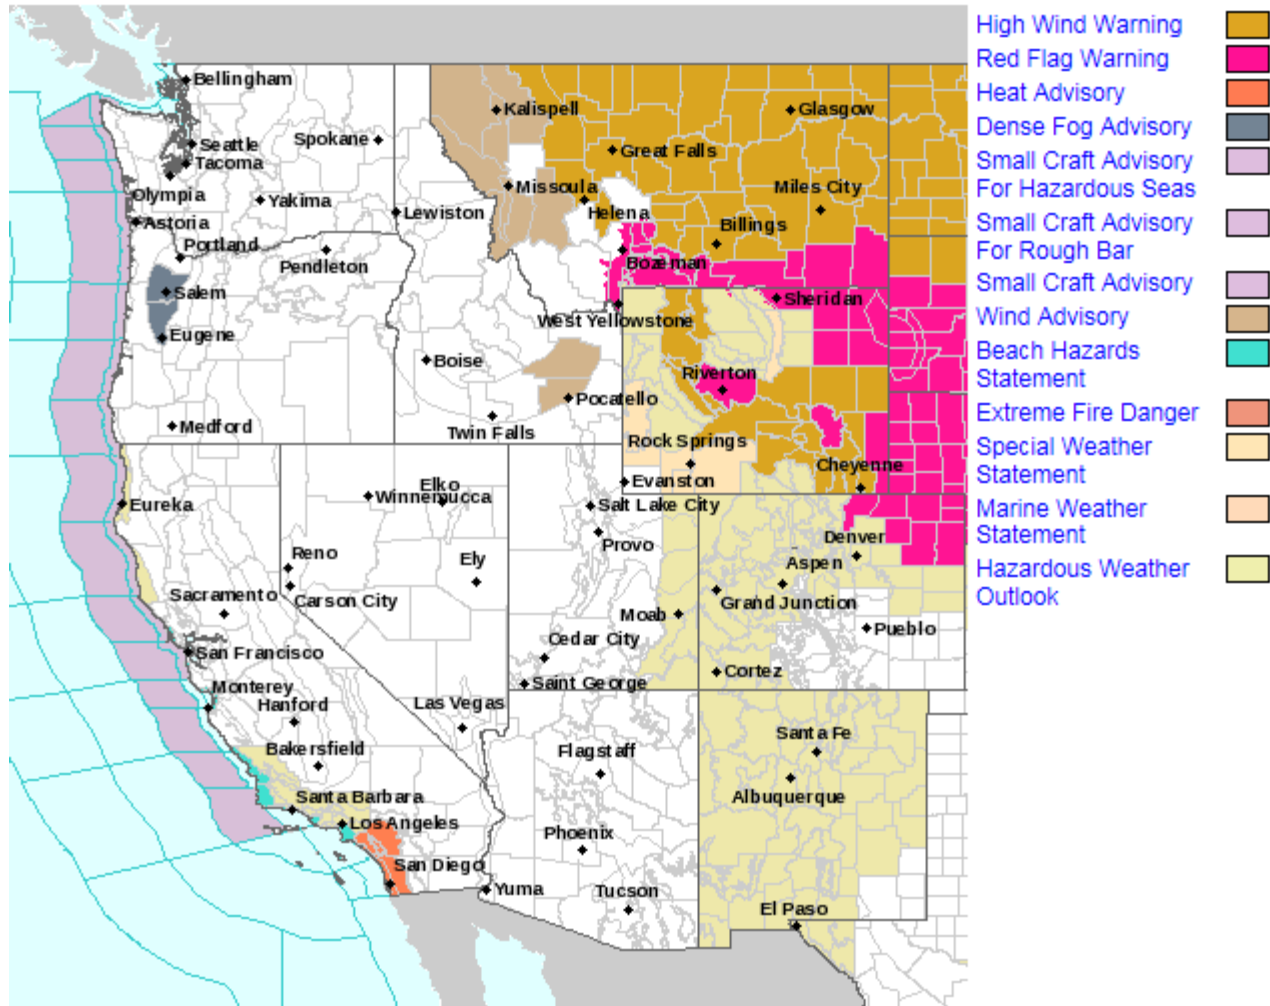 High Wind Warning
Red Flag Warning
Heat Advisory
Dense Fog Advisory
Small Craft Advisory
For Hazardous Seas
Small Craft Advisory
For Rough Bar
Small Craft Advisory
Wind Advisory
Beach Hazards
Statement
Extreme Fire Danger
Special Weather
Statement
Marine Weather
Statement
Hazardous Weather
Outlook
Bellingham
Kalispell
Glasgow
Seattle
Spokane
Great Falls
Tacoma
Olympia
Missoula
Miles City
Yakima
Lewiston
Helena
Astoria
Billings
Portland
Pendleton
Bozeman
Salem
Sheridan
West Yellowstone
Eugene
Boise
Riverton
Pocatello
Medford
Twin Falls
Rock Springs
Cheyenne
Evanston
Elko
Winnemucca
Eureka
Salt Lake City
Provo
Denver
Reno
Ely
Aspen
Sacramento
Carson City
Grand Junction
Moab
Pueblo
Cedar City
San Francisco
Cortez
Saint George
Monterey
Hanford
Las Vegas
Santa Fe
Bakersfield
Flagstaff
Albuquerque
Santa Barbara
Los Angeles
Phoenix
San Diego
Yuma
Tucson
El Paso